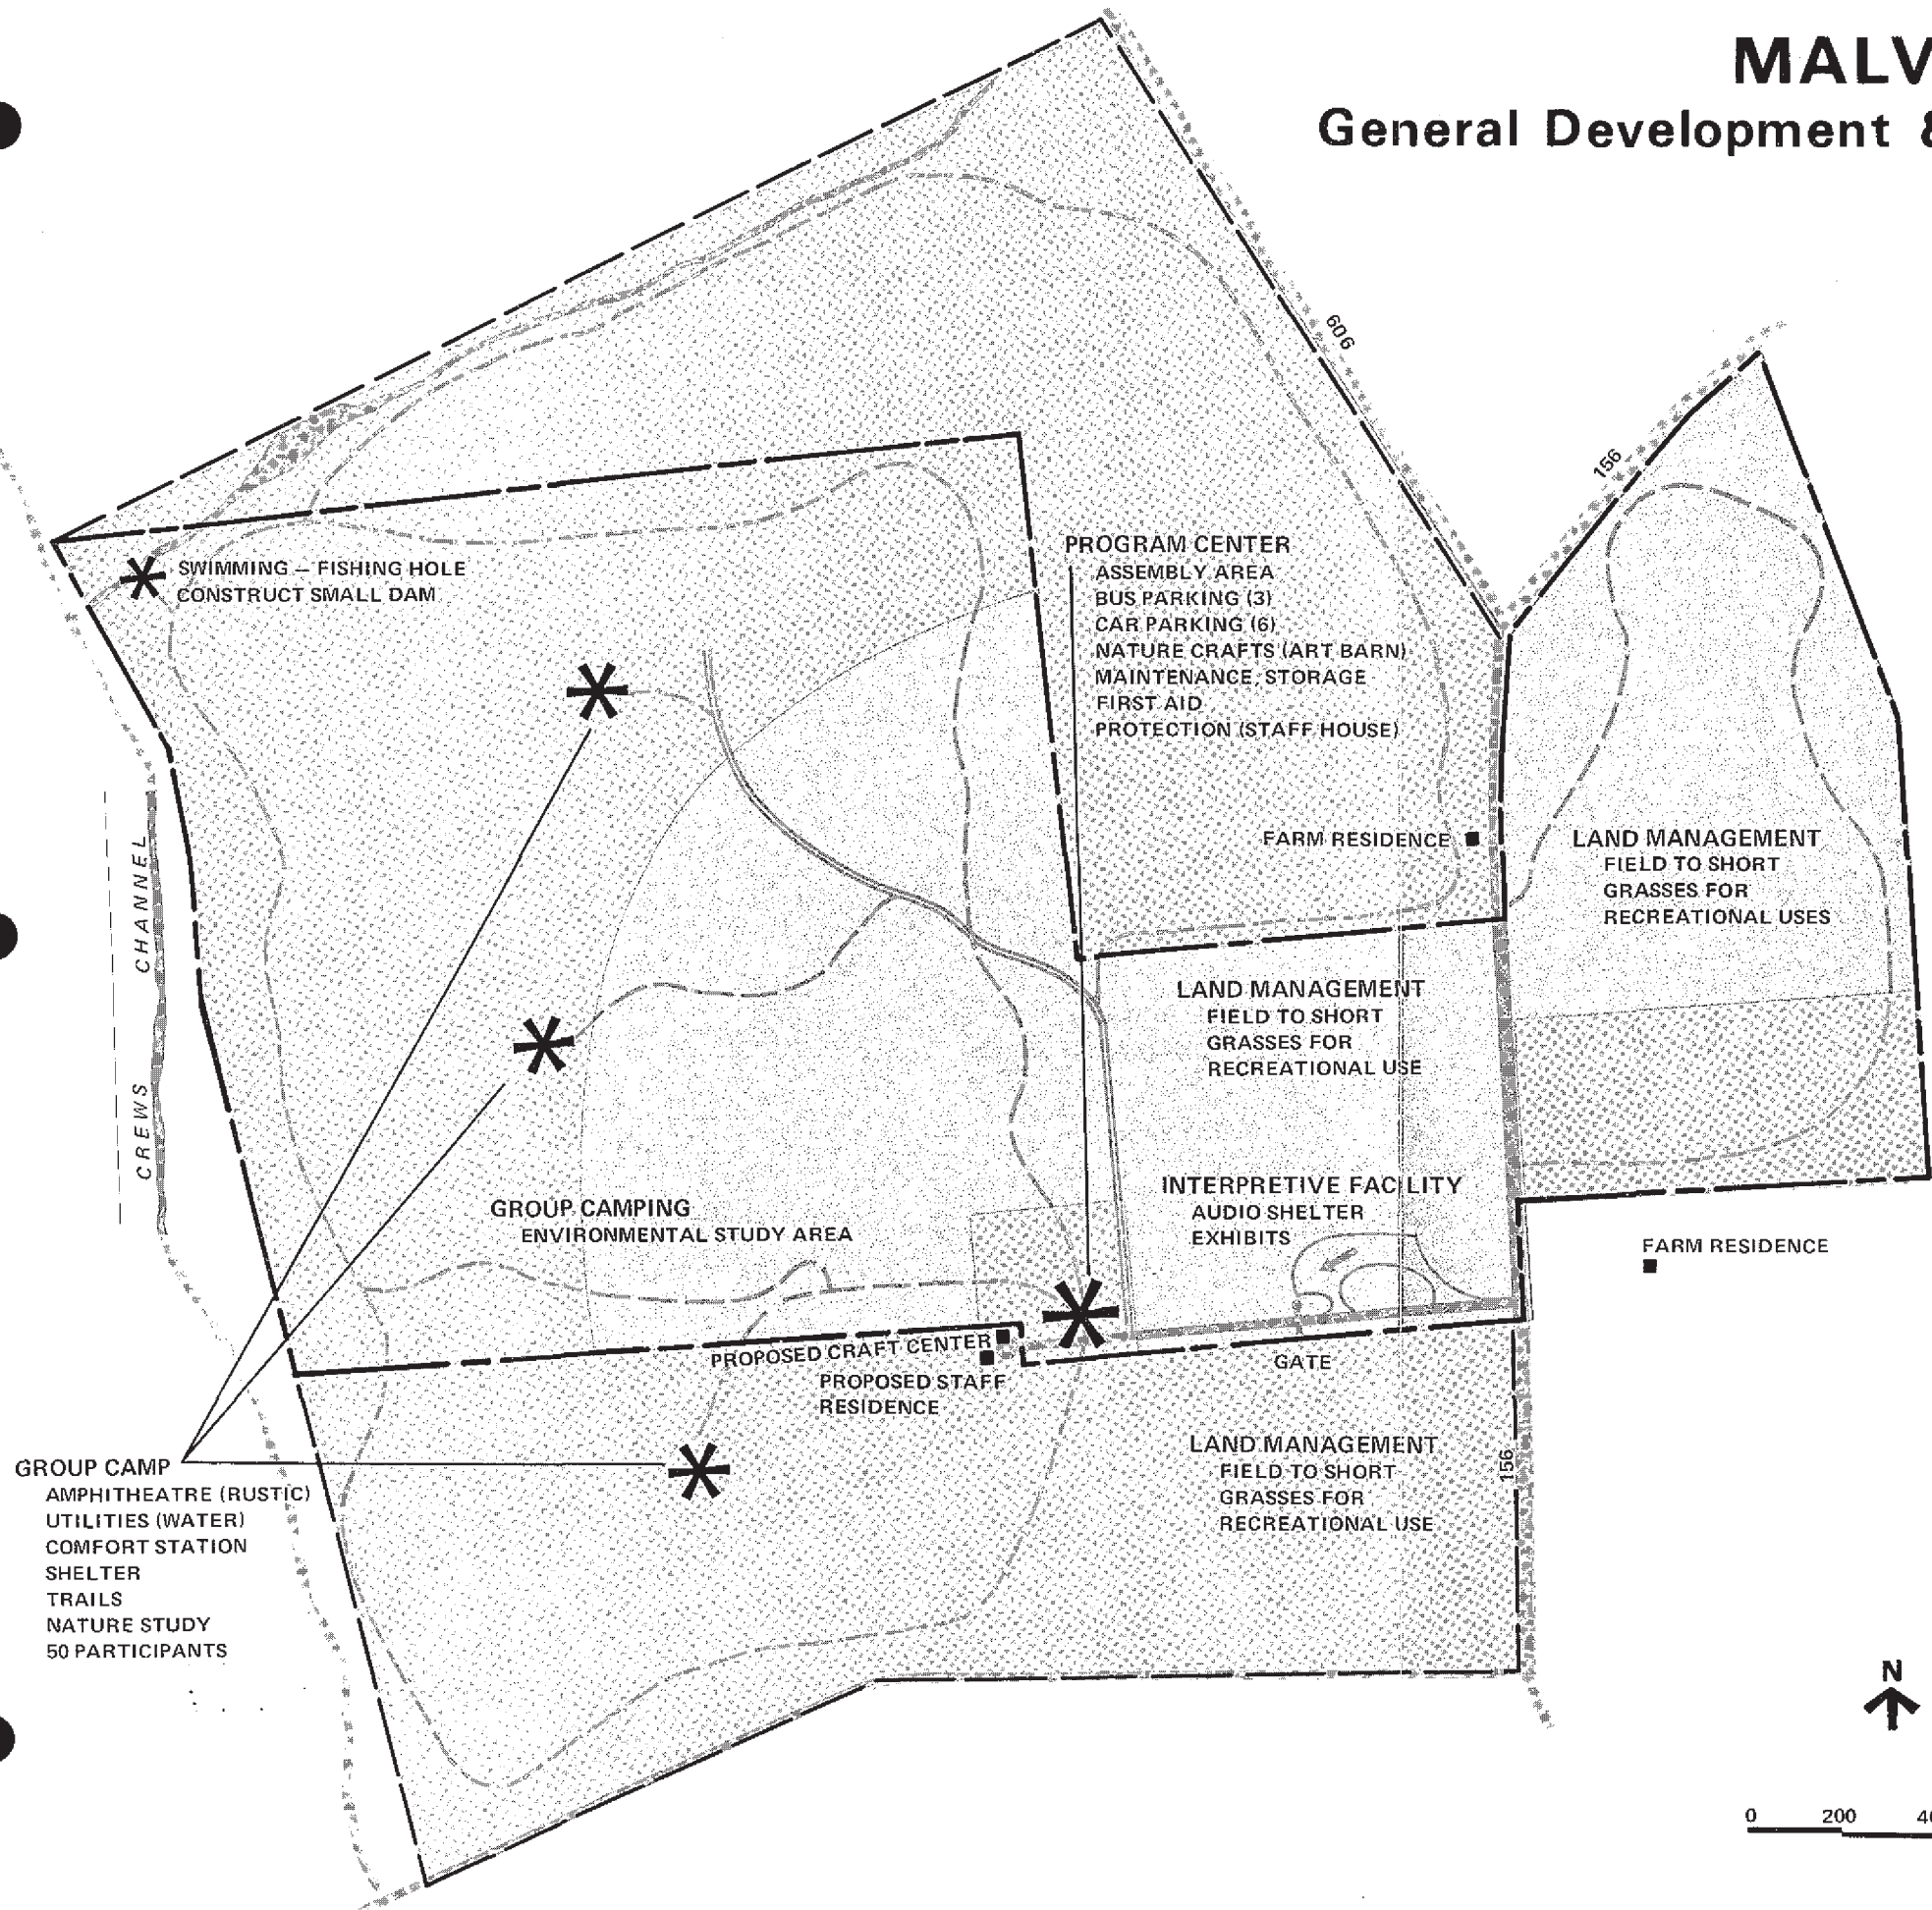 MALV
General Development &
606
156
SWIMMING – FISHING HOLE
CONSTRUCT SMALL DAM
PROGRAM CENTER
ASSEMBLY AREA
BUS PARKING (3)
CAR PARKING (6)
NATURE CRAFTS (ART BARN)
MAINTENANCE, STORAGE
FIRST AID
PROTECTION (STAFF HOUSE)
FARM RESIDENCE
LAND MANAGEMENT
FIELD TO SHORT
GRASSES FOR
RECREATIONAL USES
CREWS CHANNEL
LAND MANAGEMENT
FIELD TO SHORT
GRASSES FOR
RECREATIONAL USE
GROUP CAMPING
ENVIRONMENTAL STUDY AREA
INTERPRETIVE FACILITY
AUDIO SHELTER
EXHIBITS
FARM RESIDENCE
PROPOSED CRAFT CENTER
PROPOSED STAFF
RESIDENCE
GATE
LAND MANAGEMENT
FIELD TO SHORT
GRASSES FOR
RECREATIONAL USE
156
GROUP CAMP
AMPHITHEATRE (RUSTIC)
UTILITIES (WATER)
COMFORT STATION
SHELTER
TRAILS
NATURE STUDY
50 PARTICIPANTS
N
0 200 40